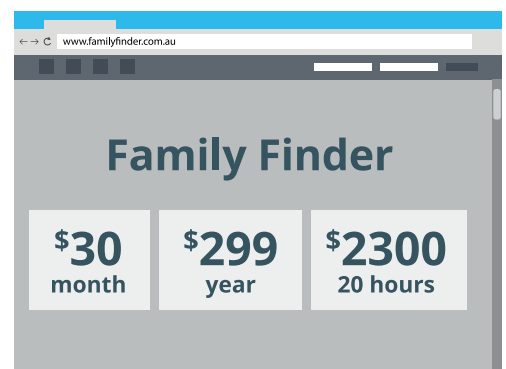 www.familyfinder.com.au
Family Finder
$30
month
$299
year
$2300
20 hours